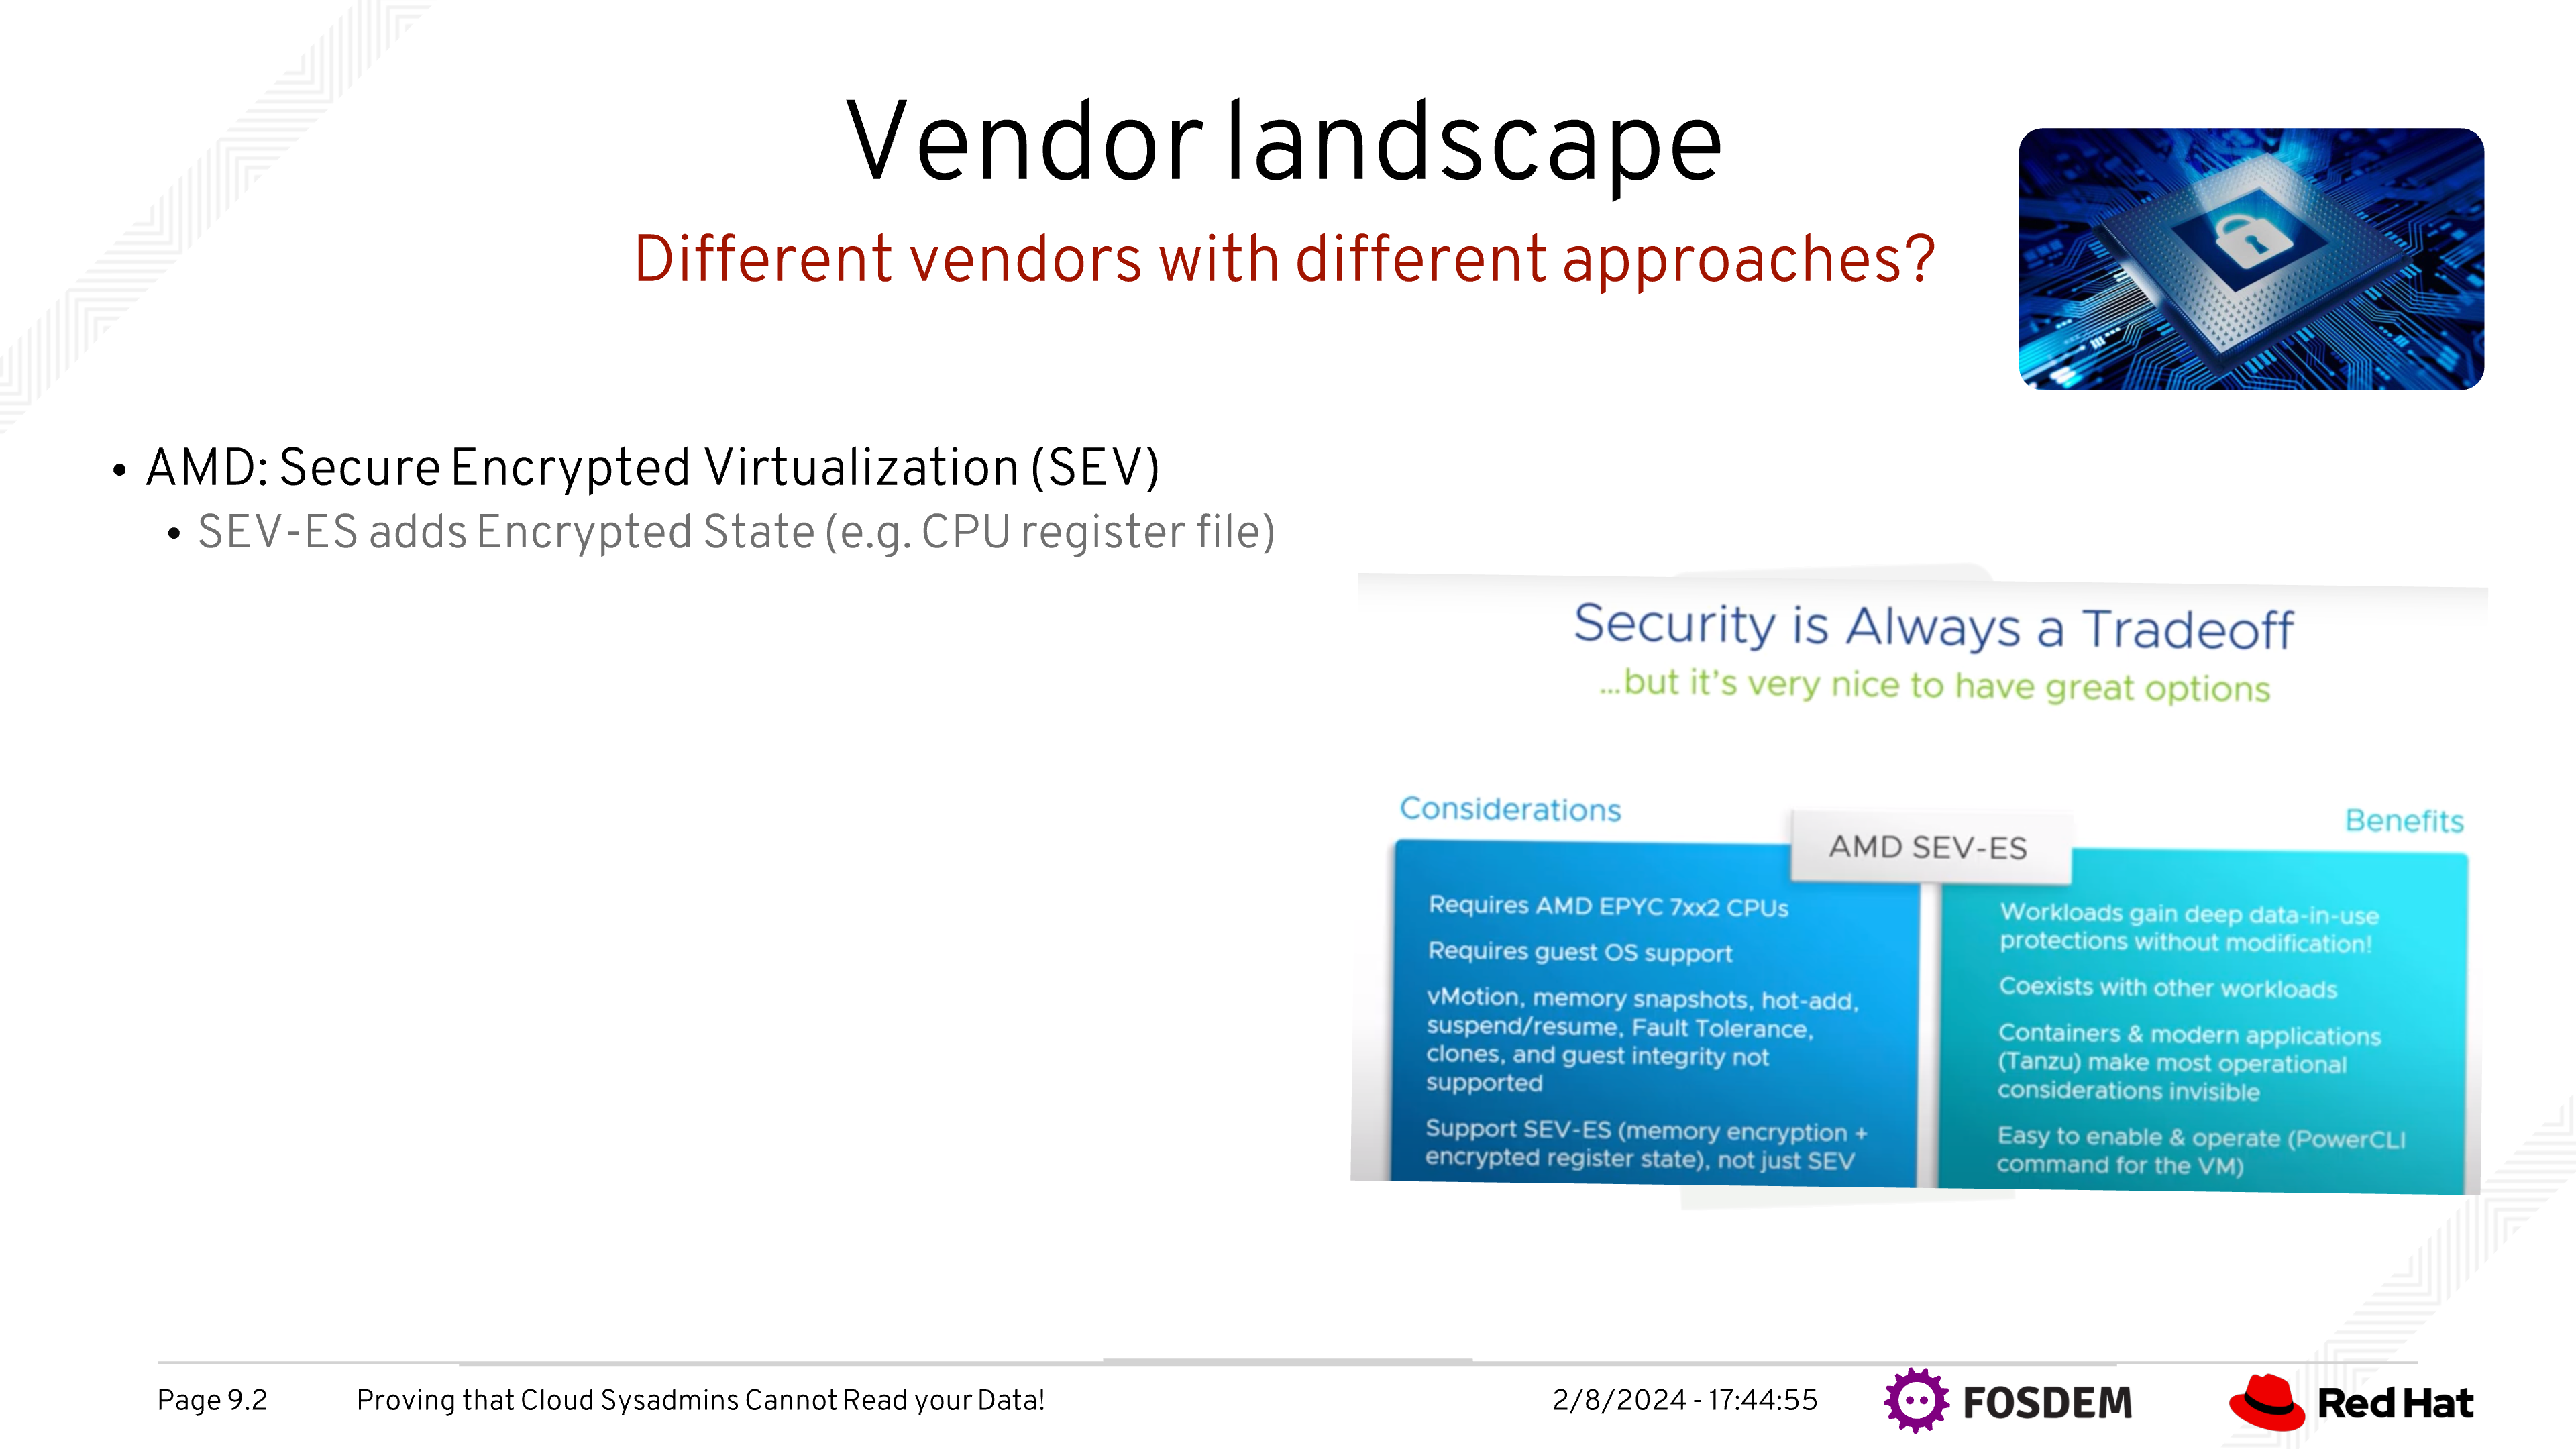 Vendor landscape
Different vendors with different approaches?
• AMD: Secure Encrypted Virtualization (SEV)
• SEV-ES adds Encrypted State (e.g. CPU register file)
Security is Always a Tradeoff
...but it's very nice to have great options
Considerations
AMD SEV-ES
Benefits
Requires AMD EPYC 7xx2 CPUs
Requires guest OS support
vMotion, memory snapshots, hot-add,
suspend/resume, Fault Tolerance,
clones, and guest integrity not
supported
Support SEV-ES (memory encryption +
encrypted register state), not just SEV
Workloads gain deep data-in-use
protections without modification!
Coexists with other workloads
Containers & modern applications
(Tanzu) make most operational
considerations invisible
Easy to enable & operate (PowerCLI
command for the VM)
Page 9.2
Proving that Cloud Sysadmins Cannot Read your Data!
2/8/2024 - 17:44:55
FOSDEM
Red Hat